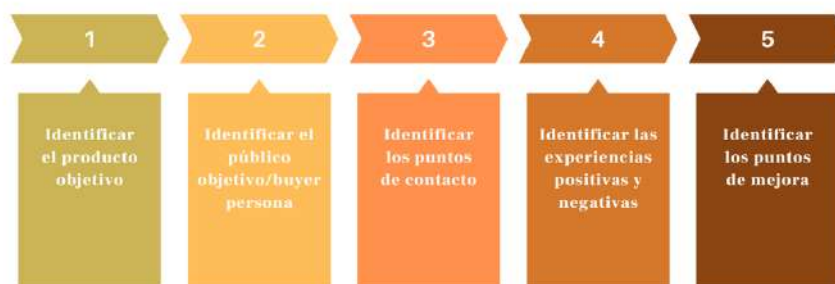 1
2
3
4
5
Identificar
el producto
objetivo
Identificar el
público
objetivo/buyer
persona
Identificar
los puntos
de contacto
Identificar las
experiencias
positivas y
negativas
Identificar
los puntos
de mejora